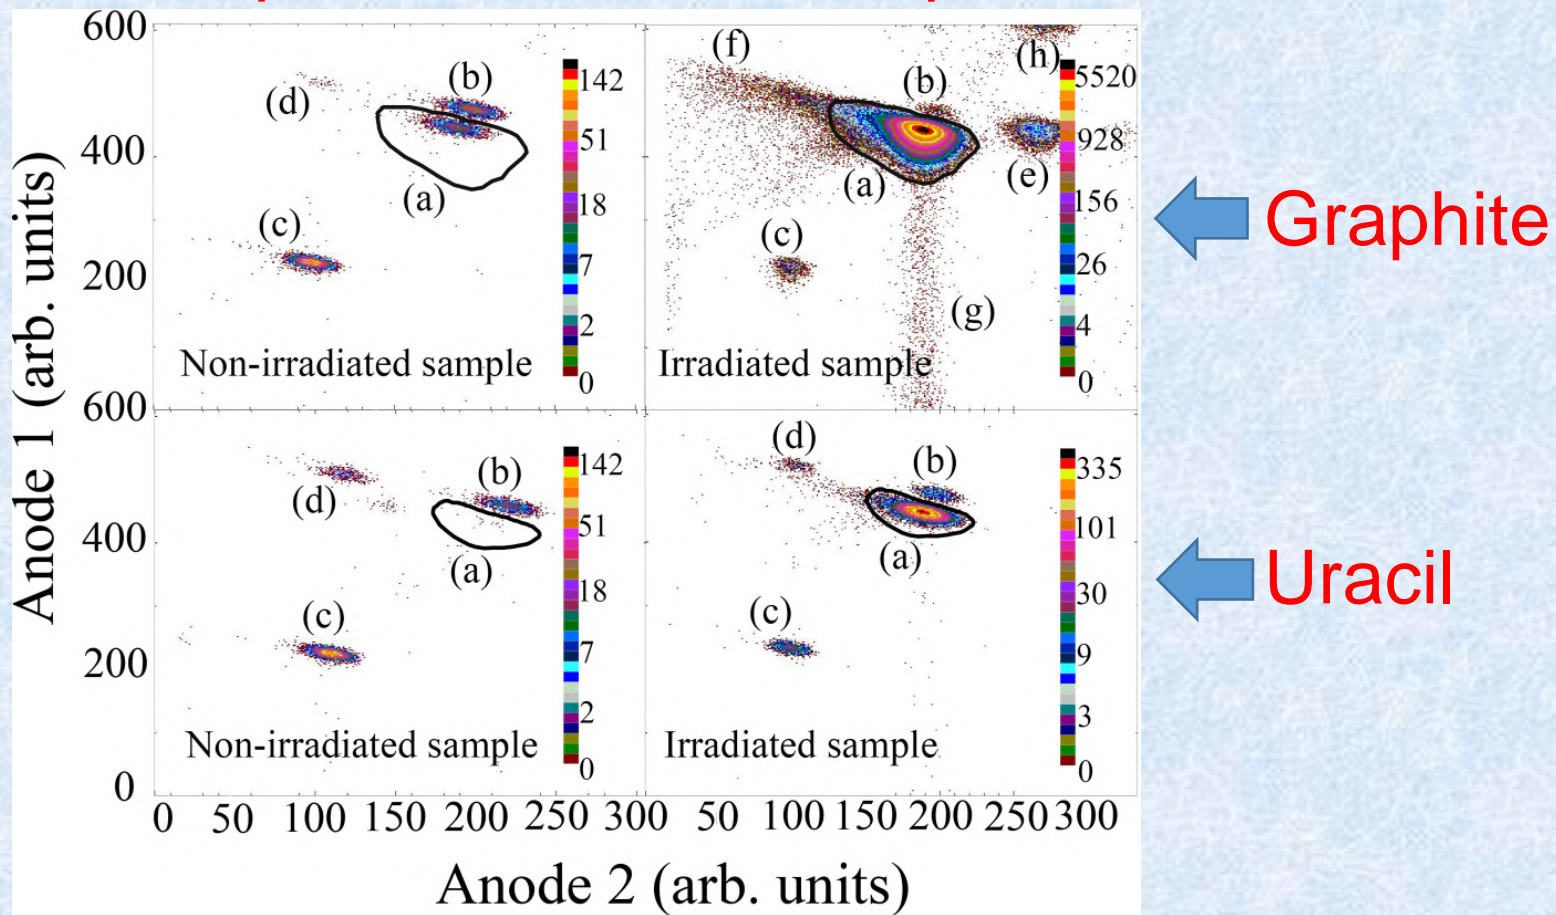 600
400
200
600
400
200
0
Anode 1 (arb. units)
(d)
(b)
(a)
(c)
142
51
18
7
2
0
Non-irradiated sample
(f)
(b)
(h)
(a)
(e)
(c)
(g)
5520
928
156
26
4
0
Irradiated sample
Graphite
(d)
(b)
(a)
(c)
142
51
18
7
2
0
Non-irradiated sample
(d)
(b)
(a)
(c)
335
101
30
9
3
0
Irradiated sample
Uracil
0 50 100 150 200 250 300 50 100 150 200 250 300
Anode 2 (arb. units)